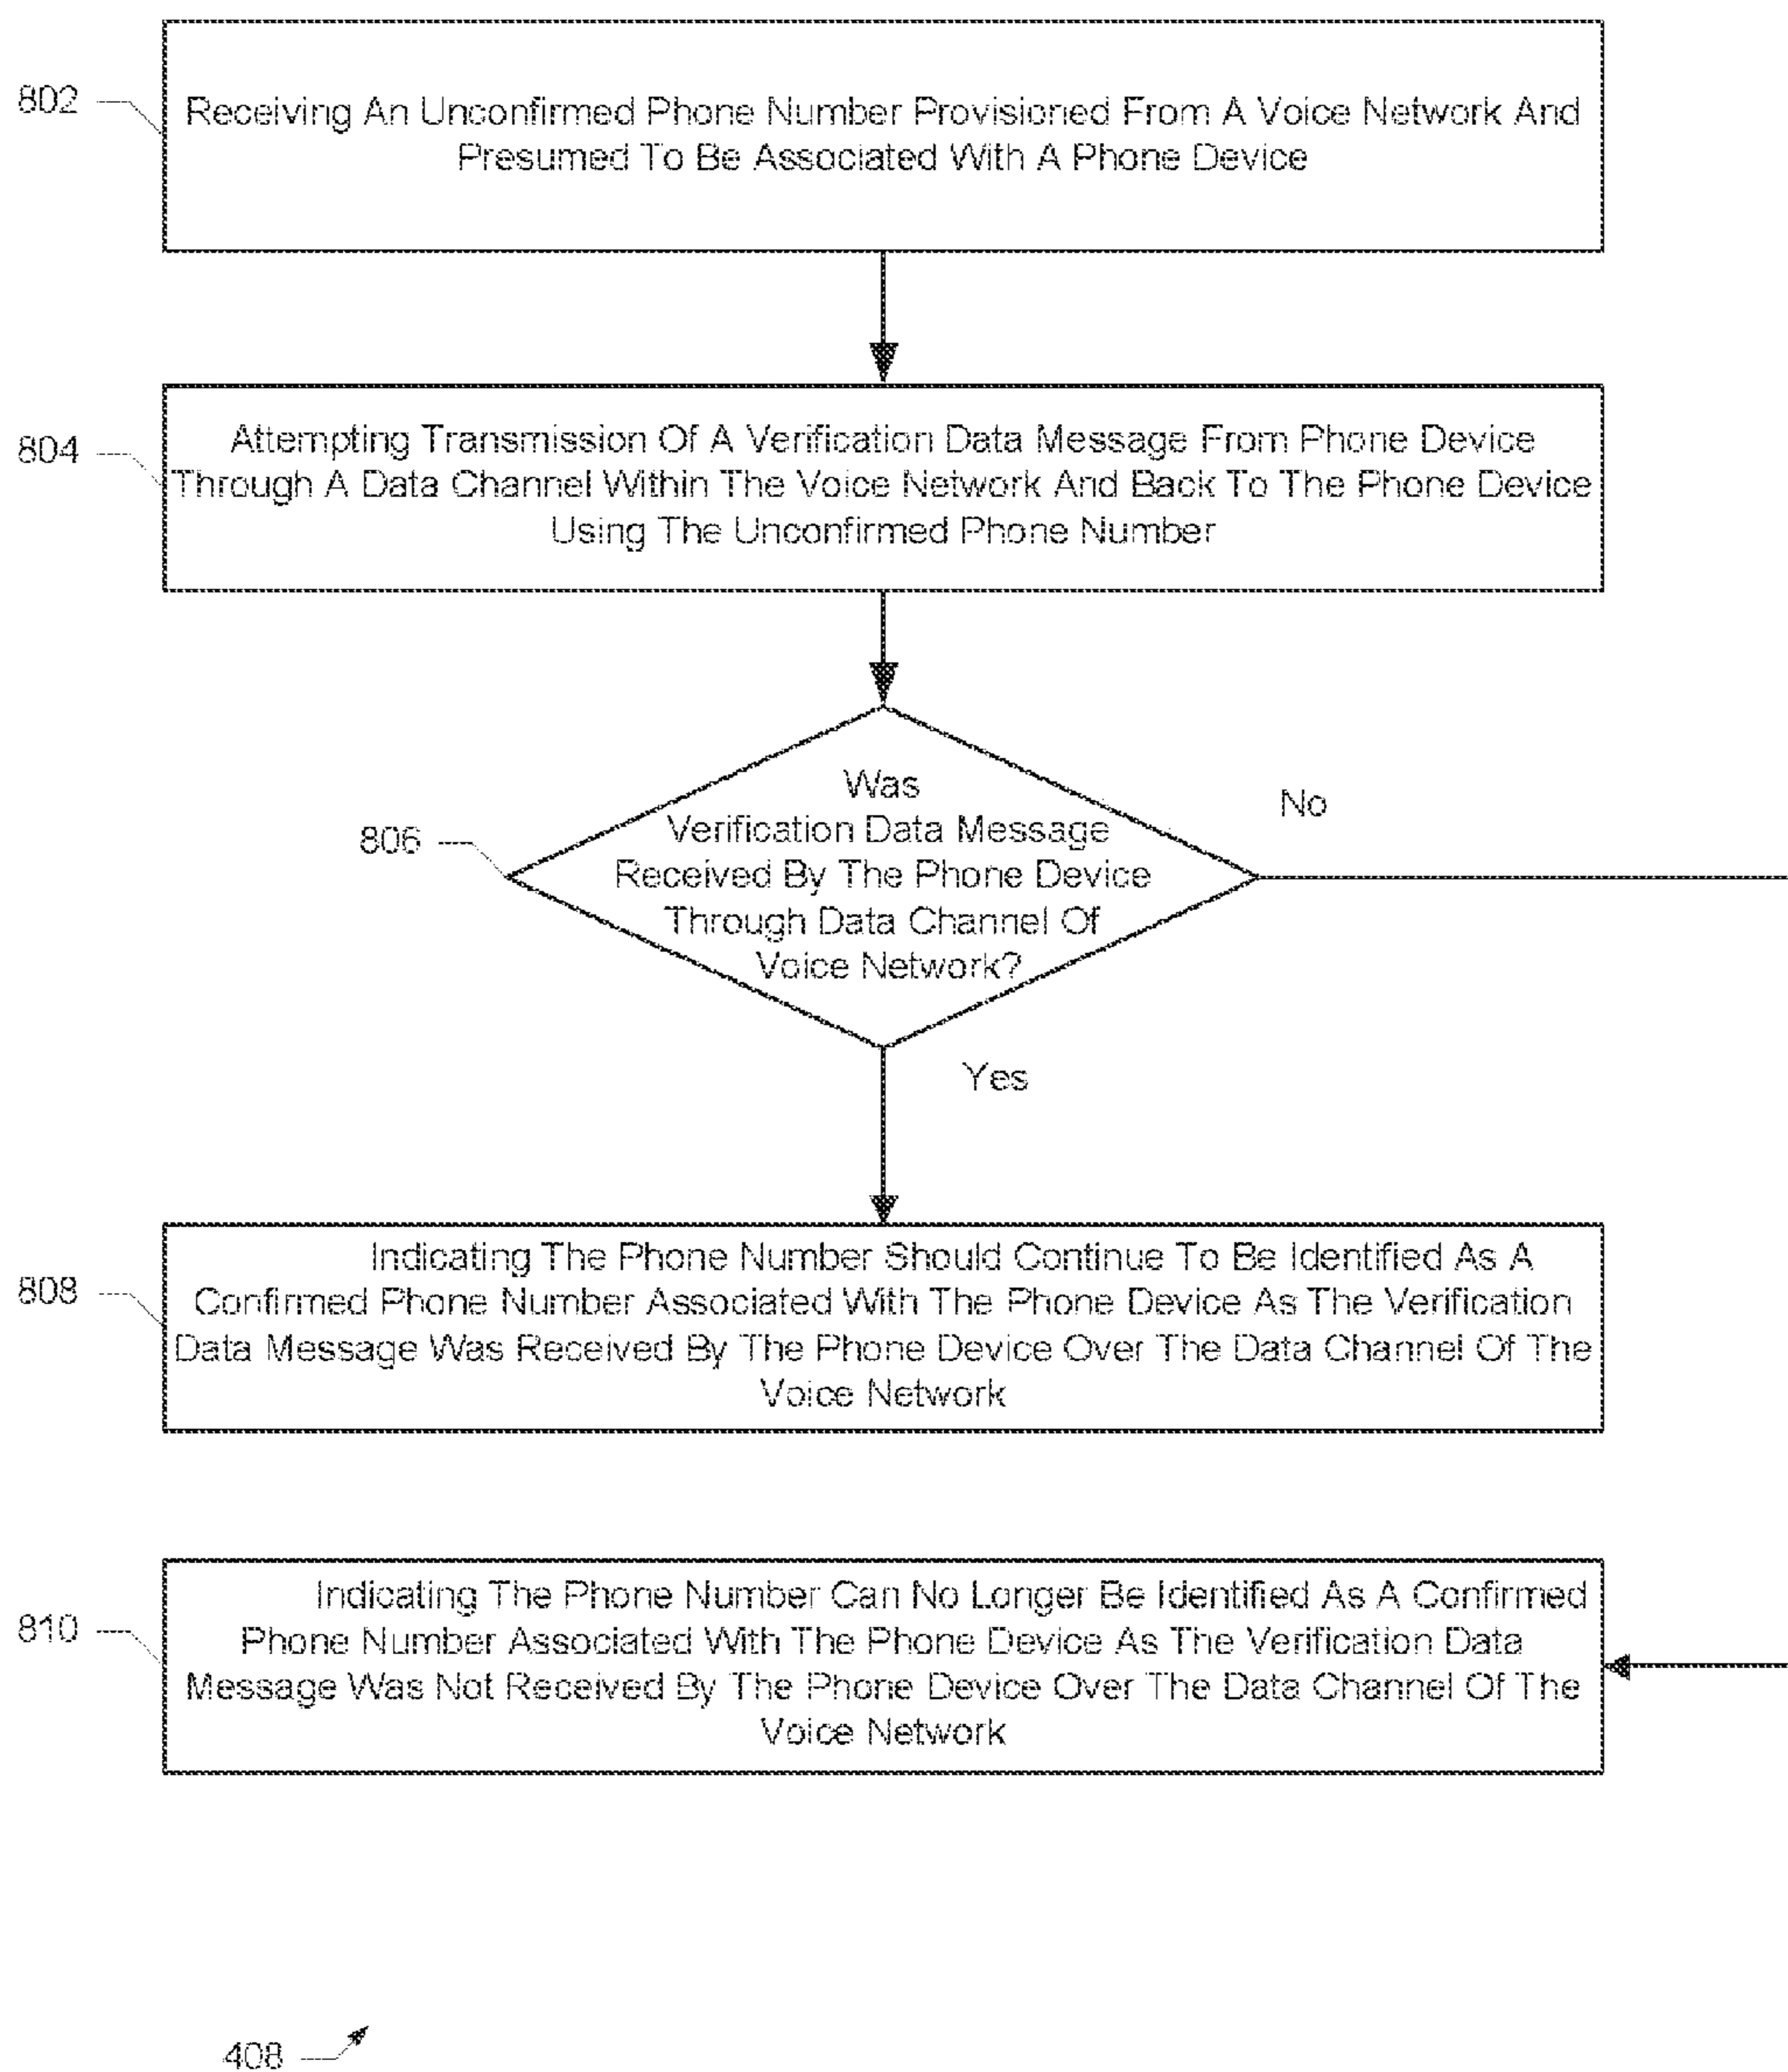 802
Receiving An Unconfirmed Phone Number Provisioned From A Voice Network And
Presumed To Be Associated With A Phone Device
804
Attempting Transmission Of A Verification Data Message From Phone Device
Through A Data Channel Within The Voice Network And Back To The Phone Device
Using The Unconfirmed Phone Number
806
Was
Verification Data Message
Received By The Phone Device
Through Data Channel Of
Voice Network?
No
Yes
808
Indicating The Phone Number Should Continue To Be Identified As A
Confirmed Phone Number Associated With The Phone Device As The Verification
Data Message Was Received By The Phone Device Over The Data Channel Of The
Voice Network
810
Indicating The Phone Number Can No Longer Be Identified As A Confirmed
Phone Number Associated With The Phone Device As The Verification Data
Message Was Not Received By The Phone Device Over The Data Channel Of The
Voice Network
408